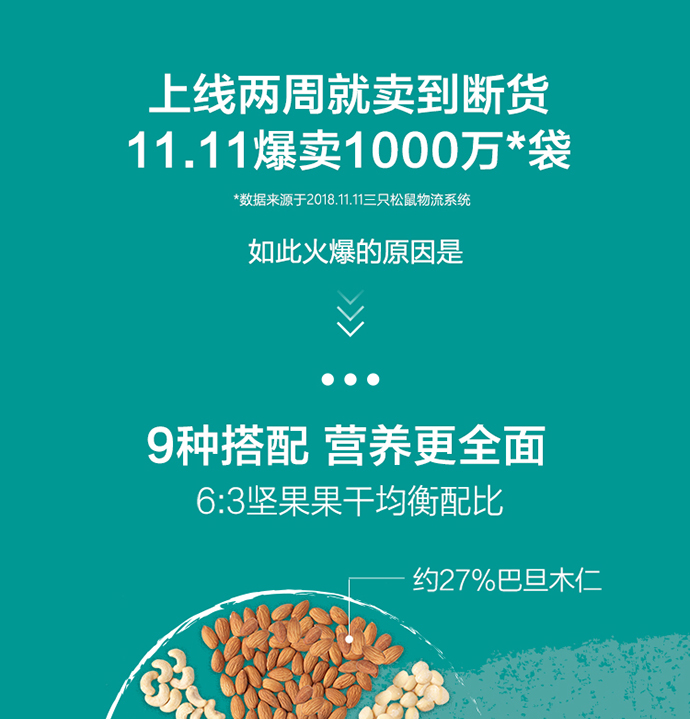 上线两周就卖到断货
11.11爆卖1000万*袋
*数据来源于2018.11.11三只松鼠物流系统
如此火爆的原因是
9种搭配 营养更全面
6:3坚果果干均衡配比
约27%巴旦木仁